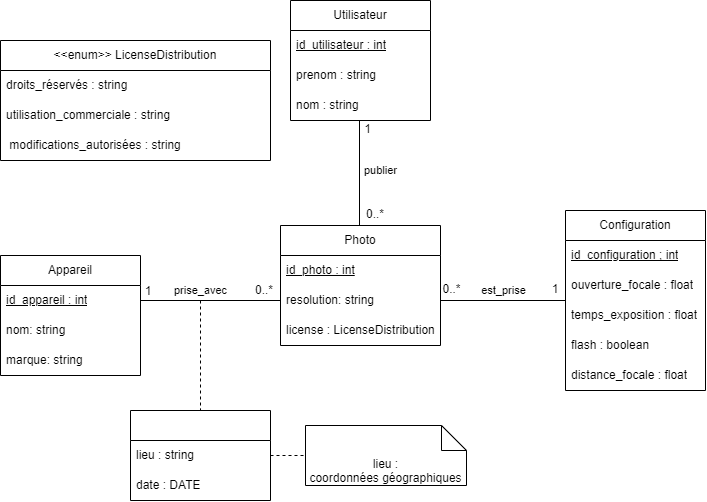 Utilisateur
id_utilisateur : int
prenom : string
nom : string
<<enum>> LicenseDistribution
droits_réservés : string
utilisation_commerciale : string
modifications_autorisées : string
1
publier
0..*
Photo
id_photo : int
resolution: string
license : LicenseDistribution
Configuration
id_configuration ; int
ouverture_focale : float
temps_exposition : float
flash : boolean
distance_focale : float
Appareil
id_appareil : int
nom: string
marque: string
1
prise_avec
0..*
0..*
est_prise
1
lieu : string
date : DATE
lieu :
coordonnées géographiques